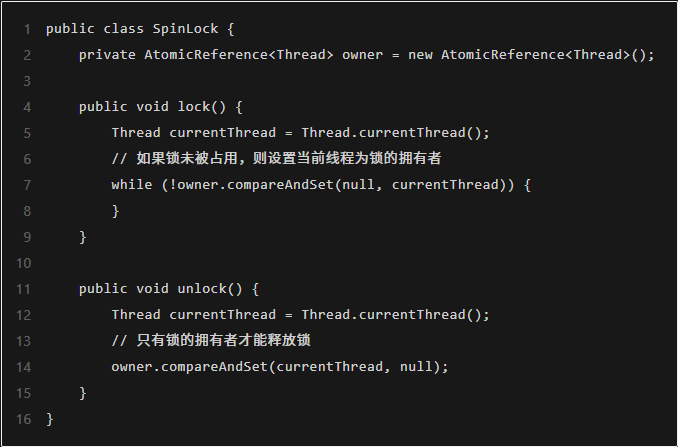 1 public class SpinLock {
2     private AtomicReference<Thread> owner = new AtomicReference<Thread>();
3
4     public void lock() {
5         Thread currentThread = Thread.currentThread();
6         // 如果锁未被占用，则设置当前线程为锁的拥有者
7         while (!owner.compareAndSet(null, currentThread)) {
8         }
9     }
10
11     public void unlock() {
12         Thread currentThread = Thread.currentThread();
13         // 只有锁的拥有者才能释放锁
14         owner.compareAndSet(currentThread, null);
15     }
16 }